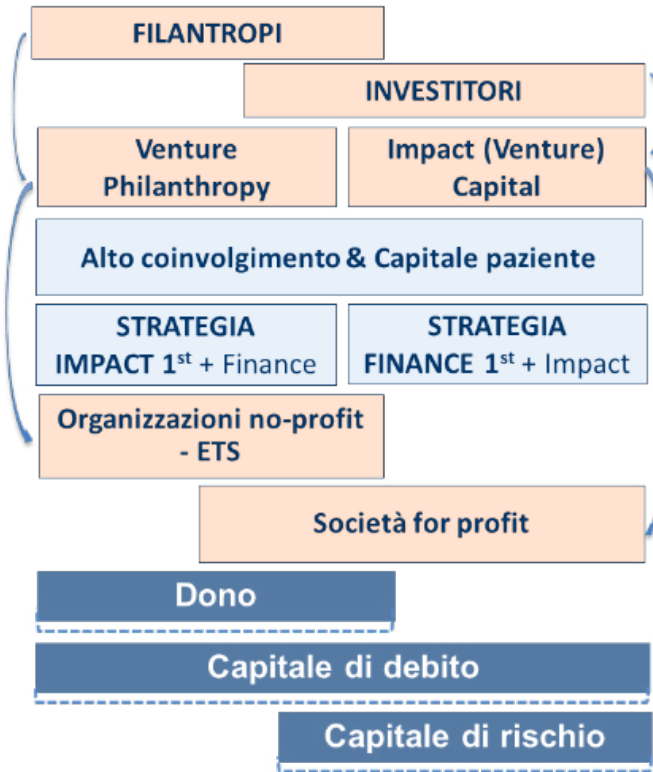 FILANTROPI
INVESTITORI
Venture
Philanthropy
Impact (Venture)
Capital
Alto coinvolgimento & Capitale paziente
STRATEGIA
IMPACT 1st + Finance
STRATEGIA
FINANCE 1st + Impact
Organizzazioni no-profit
- ETS
Società for profit
Dono
Capitale di debito
Capitale di rischio